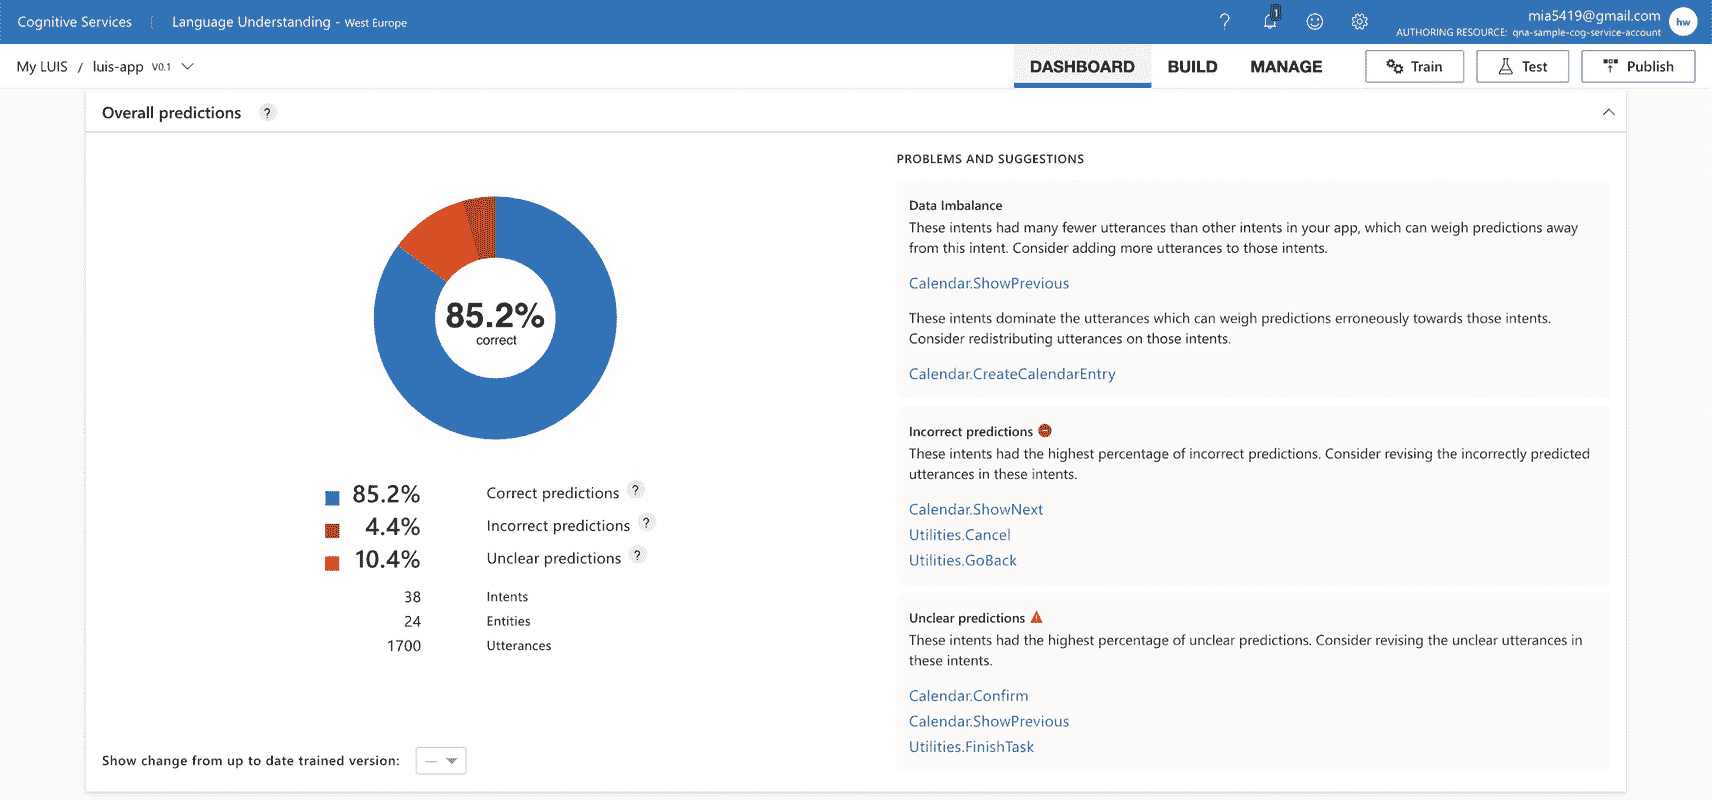 Cognitive Services
Language Understanding - West Europe
?
1
mia5419@gmail.com
AUTHORING RESOURCE: qna-sample-cog-service-account
hw
My LUIS / luis-app V0.1
DASHBOARD
BUILD
MANAGE
Train
Test
Publish
Overall predictions ?
85.2%
correct
85.2% Correct predictions ?
4.4% Incorrect predictions ?
10.4% Unclear predictions ?
38 Intents
24 Entities
1700 Utterances
Show change from up to date trained version: —
PROBLEMS AND SUGGESTIONS
Data Imbalance
These intents had many fewer utterances than other intents in your app, which can weigh predictions away
from this intent. Consider adding more utterances to those intents.
Calendar.ShowPrevious
These intents dominate the utterances which can weigh predictions erroneously towards those intents.
Consider redistributing utterances on those intents.
Calendar.CreateCalendarEntry
Incorrect predictions
These intents had the highest percentage of incorrect predictions. Consider revising the incorrectly predicted
utterances in these intents.
Calendar.ShowNext
Utilities.Cancel
Utilities.GoBack
Unclear predictions
These intents had the highest percentage of unclear predictions. Consider revising the unclear utterances in
these intents.
Calendar.Confirm
Calendar.ShowPrevious
Utilities.FinishTask